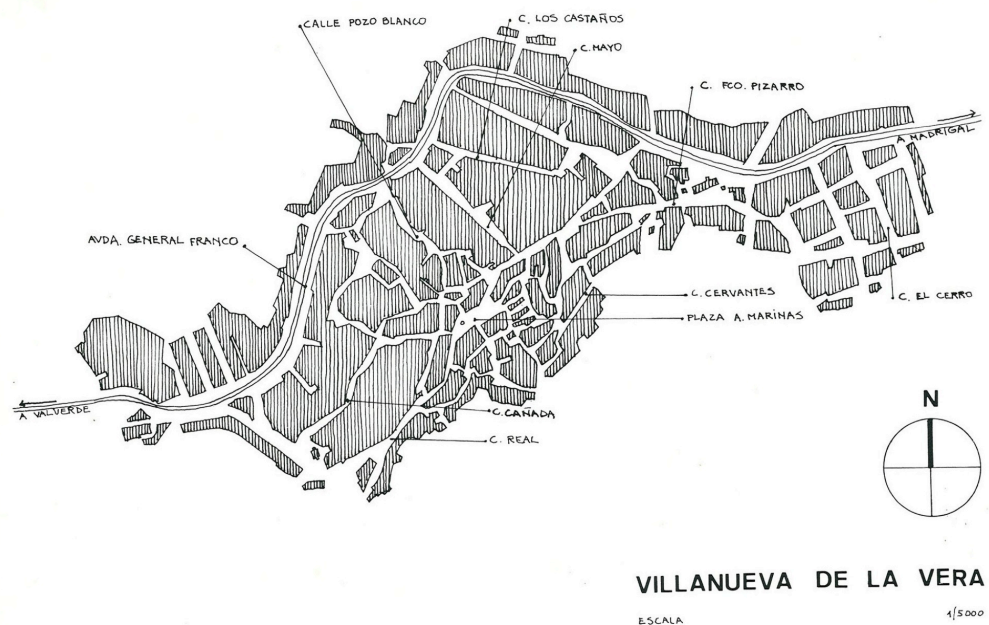 CALLE POZO BLANCO
C. LOS CASTAÑOS
C. MAYO
C. FCO. PIZARRO
A MADRIGAL
AVDA. GENERAL FRANCO
C. CERVANTES
C. EL CERRO
PLAZA A. MARINAS
A VALVERDE
C. CAÑADA
C. REAL
N
VILLANUEVA DE LA VERA
ESCALA 1/5000